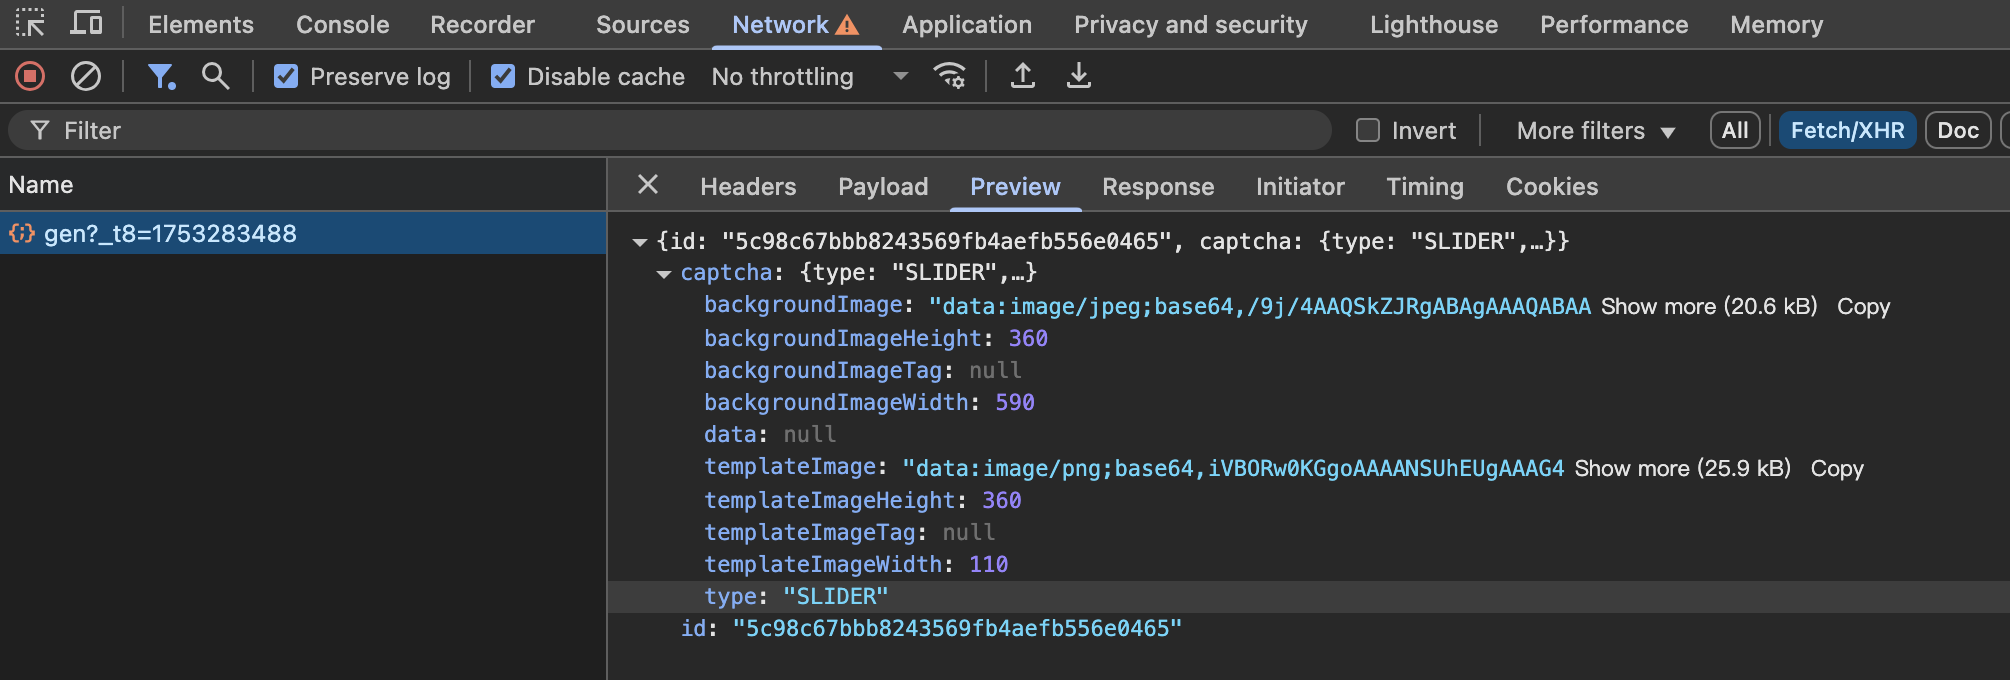 Elements Console Recorder Sources Network Application Privacy and security Lighthouse Performance Memory
Preserve log Disable cache No throttling
Filter Invert More filters All Fetch/XHR Doc
Name
Headers Payload Preview Response Initiator Timing Cookies
gen?_t8=1753283488
{id: "5c98c67bbb8243569fb4aefb556e0465", captcha: {type: "SLIDER",…}}
captcha: {type: "SLIDER",…}
backgroundImage: "data:image/jpeg;base64,/9j/4AAQSkZJRgABAgAAAQABAA Show more (20.6 kB) Copy
backgroundImageHeight: 360
backgroundImageTag: null
backgroundImageWidth: 590
data: null
templateImage: "data:image/png;base64,iVBORw0KGgoAAAANSUhEUgAAAG4 Show more (25.9 kB) Copy
templateImageHeight: 360
templateImageTag: null
templateImageWidth: 110
type: "SLIDER"
id: "5c98c67bbb8243569fb4aefb556e0465"